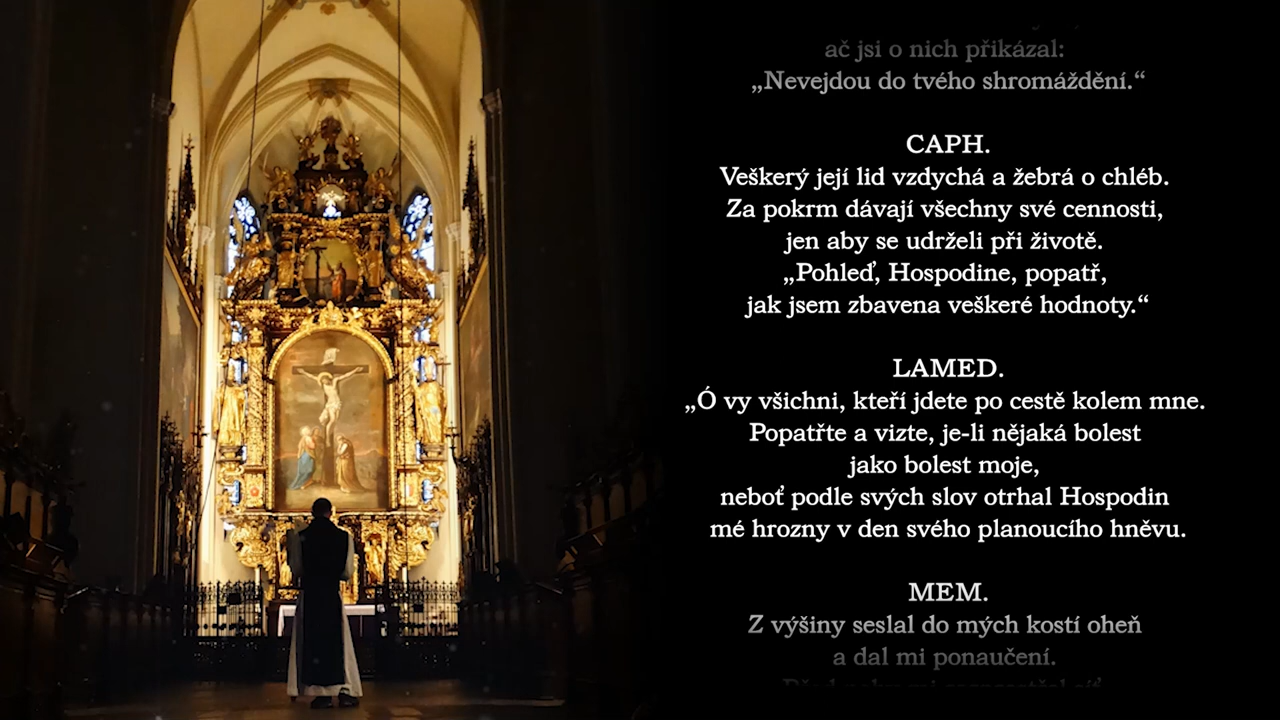 ač jsi o nich přikázal:
„Nevejdou do tvého shromáždění.“
CAPH.
Veškerý její lid vzdychá a žebrá o chléb.
Za pokrm dávají všechny své cennosti,
jen aby se udrželi při životě.
„Pohleď, Hospodine, popatř,
jak jsem zbavena veškeré hodnoty.“
LAMED.
„Ó vy všichni, kteří jdete po cestě kolem mne.
Popatřte a vizte, je-li nějaká bolest
jako bolest moje,
neboť podle svých slov otrhal Hospodin
mé hrozny v den svého planoucího hněvu.
MEM.
Z výšiny seslal do mých kostí oheň
a dal mi ponaučení.